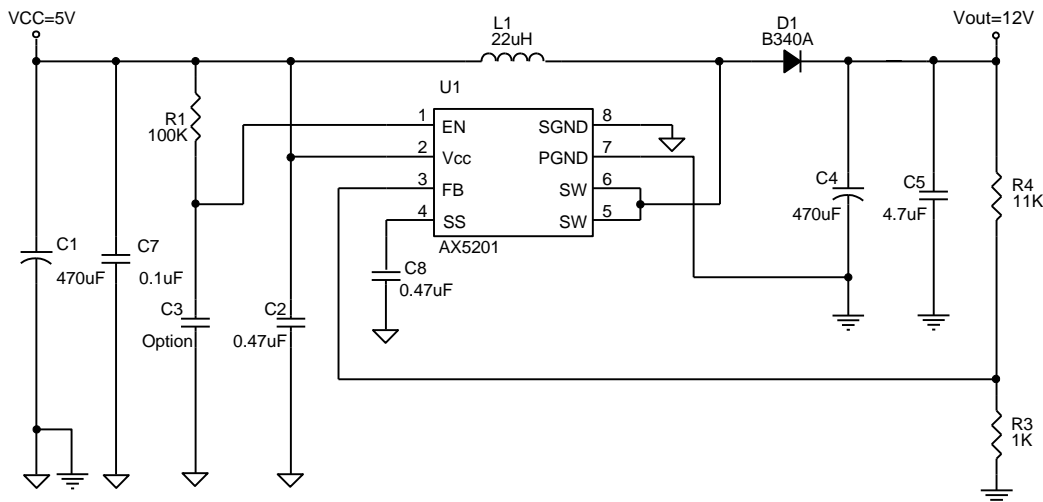 VCC=5V
L1
22uH
D1
B340A
Vout=12V
U1
R1
100K
1
EN
SGND
8
2
Vcc
PGND
7
3
FB
SW
6
4
SS
SW
5
AX5201
C4
470uF
C5
4.7uF
R4
11K
C1
470uF
C7
0.1uF
C8
0.47uF
C3
Option
C2
0.47uF
R3
1K